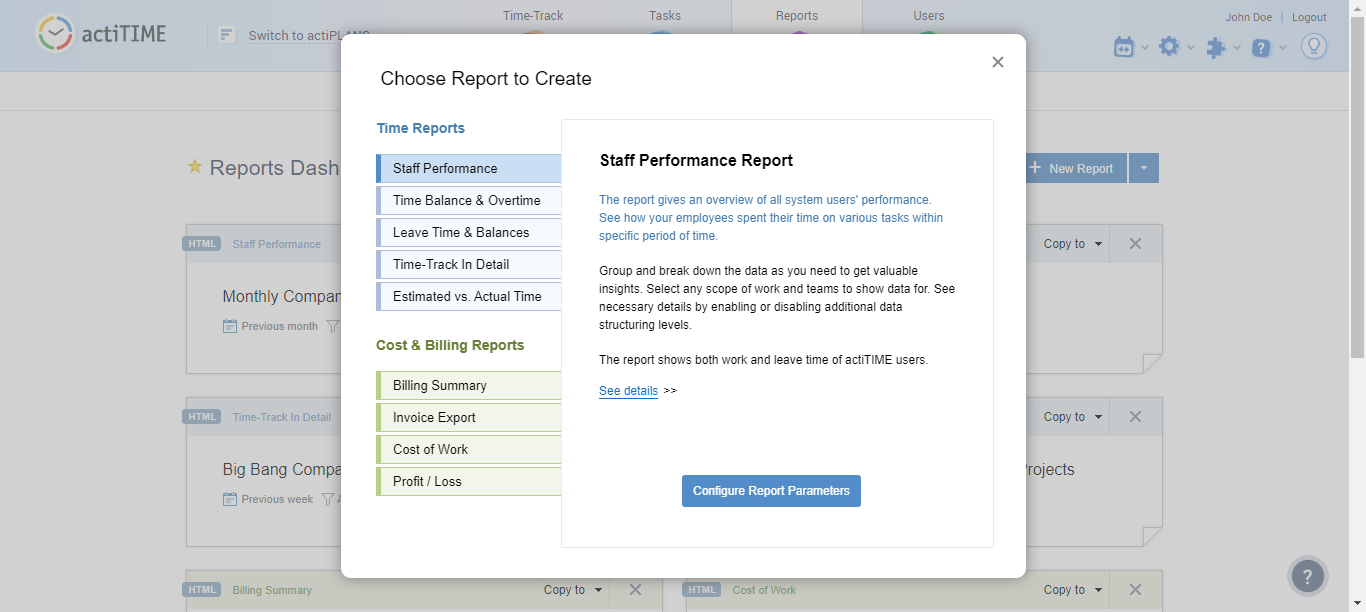 Time-Track
Tasks
Reports
Users
John Doe
Logout
actiTIME
Switch to actiPLANS
?
Choose Report to Create
Time Reports
Staff Performance
Time Balance & Overtime
Leave Time & Balances
Time-Track In Detail
Estimated vs. Actual Time
Cost & Billing Reports
Billing Summary
Invoice Export
Cost of Work
Profit / Loss
Staff Performance Report
The report gives an overview of all system users' performance.
See how your employees spent their time on various tasks within
specific period of time.
Group and break down the data as you need to get valuable
insights. Select any scope of work and teams to show data for. See
necessary details by enabling or disabling additional data
structuring levels.
The report shows both work and leave time of actiTIME users.
See details >>
Configure Report Parameters
Reports Dash
+ New Report
HTML Staff Performance
Copy to
Monthly Compan
Previous month
HTML Time-Track In Detail
Copy to
Big Bang Compa
rojects
Previous week
HTML Billing Summary
Copy to
HTML Cost of Work
Copy to
?